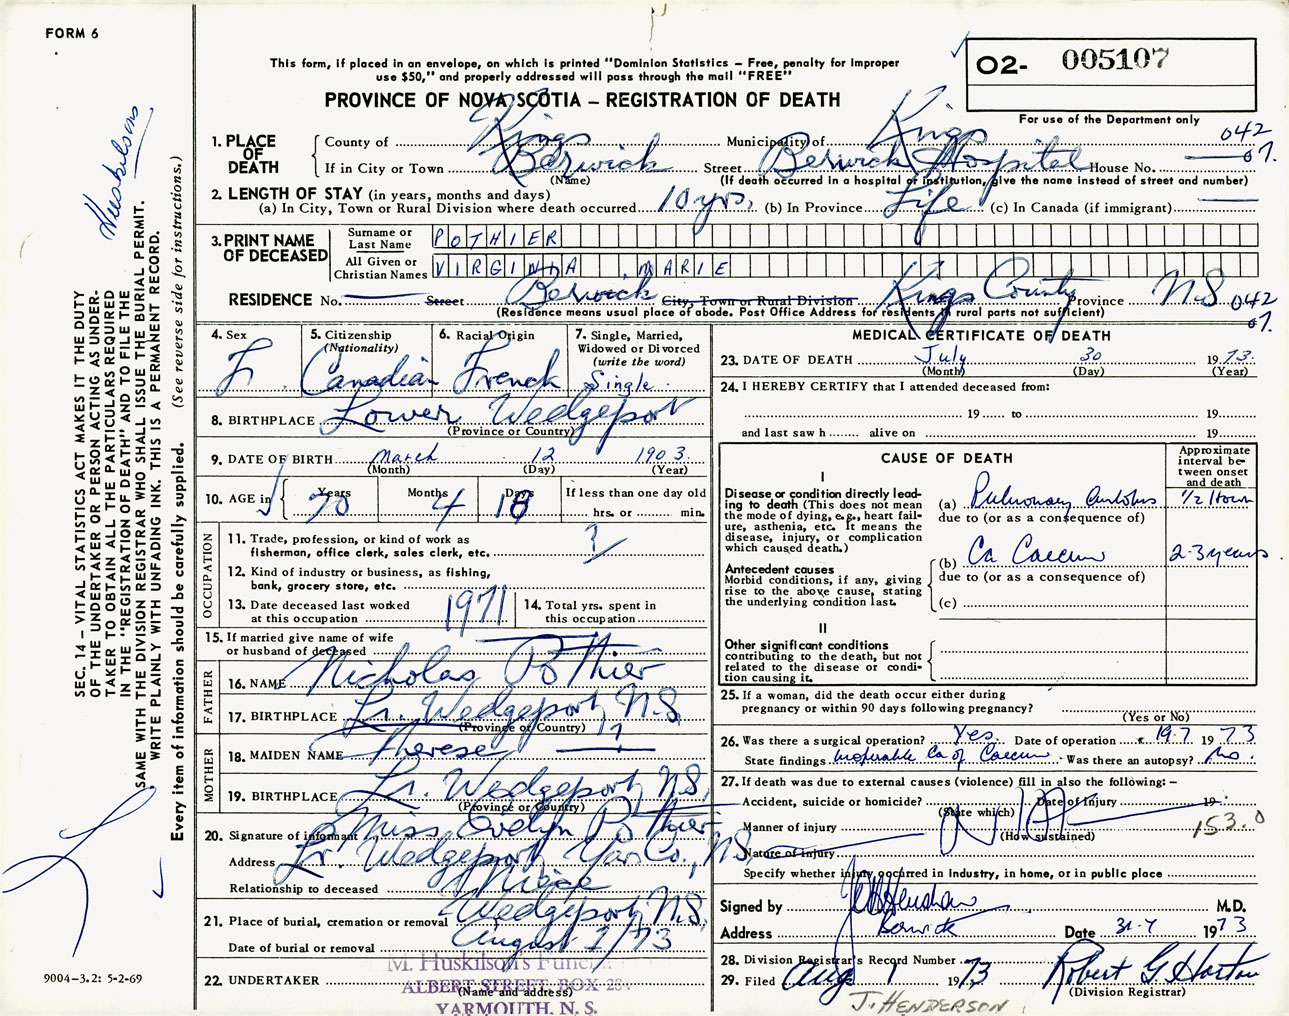 FORM 6
O2- 005107
This form, if placed in an envelope, on which is printed "Dominion Statistics – Free, penalty for improper
use $50," and properly addressed will pass through the mail "FREE"
PROVINCE OF NOVA SCOTIA – REGISTRATION OF DEATH
For use of the Department only
1. PLACE OF DEATH County of Kings Municipality of Kings 042
If in City or Town Berwick Street Berwick Hospital House No. 07.
(Name) (If death occurred in a hospital or institution, give the name instead of street and number)
2. LENGTH OF STAY (in years, months and days)
(a) In City, Town or Rural Division where death occurred 10 yrs. (b) In Province Life (c) In Canada (if immigrant)
3. PRINT NAME OF DECEASED Surname or Last Name POTHIER
All Given or Christian Names VIRGINIA, MARIE
RESIDENCE No. Street Berwick City, Town or Rural Division Kings County Province N.S 042
(Residence means usual place of abode. Post Office Address for residents in rural parts not sufficient) 07.
4. Sex F.
5. Citizenship (Nationality) Canadian
6. Racial Origin French
7. Single, Married, Widowed or Divorced (write the word) Single.
8. BIRTHPLACE Lower Wedgeport
(Province or Country)
9. DATE OF BIRTH March 12 1903.
(Month) (Day) (Year)
10. AGE in Years 70 Months 4 Days 18 If less than one day old
hrs. or min.
OCCUPATION
11. Trade, profession, or kind of work as
fisherman, office clerk, sales clerk, etc. ?
12. Kind of industry or business, as fishing,
bank, grocery store, etc.
13. Date deceased last worked
at this occupation 1971
14. Total yrs. spent in
this occupation
15. If married give name of wife
or husband of deceased
FATHER
16. NAME Nicholas Pothier
17. BIRTHPLACE Lr. Wedgeport, N.S,
(Province or Country)
MOTHER
18. MAIDEN NAME Therese ?
19. BIRTHPLACE Lr. Wedgeport, N.S,
(Province or Country)
20. Signature of informant Miss Evelyn Pothier
Address Lr. Wedgeport Yar Co., N.S
Relationship to deceased Niece
21. Place of burial, cremation or removal Wedgeport, N.S,
Date of burial or removal August 1/73
22. UNDERTAKER M. Huskilson's
ALBERT STREET, BOX 28
(Name and address)
YARMOUTH, N. S.
MEDICAL CERTIFICATE OF DEATH
23. DATE OF DEATH July 30 1973.
(Month) (Day) (Year)
24. I HEREBY CERTIFY that I attended deceased from:
19 to 19
and last saw h alive on 19
CAUSE OF DEATH
Approximate interval between onset and death
I
Disease or condition directly lead-
ing to death (This does not mean
the mode of dying, e.g., heart fail-
ure, asthenia, etc. It means the
disease, injury, or complication
which caused death.)
(a) Pulmonary embolus 1/2 hour
due to (or as a consequence of)
Antecedent causes
Morbid conditions, if any, giving
rise to the above cause, stating
the underlying condition last.
(b) Ca Caecum 2-3 years.
due to (or as a consequence of)
(c)
II
Other significant conditions
contributing to the death, but not
related to the disease or condi-
tion causing it.
25. If a woman, did the death occur either during
pregnancy or within 90 days following pregnancy?
(Yes or No)
26. Was there a surgical operation? Yes. Date of operation 19.7 1973
State findings Inoperable Ca of Caecum. Was there an autopsy? No.
27. If death was due to external causes (violence) fill in also the following: –
Accident, suicide or homicide? Date of Injury 19
(State which)
Manner of injury 153.0
(How sustained)
Nature of injury
Specify whether injury occurred in industry, in home, or in public place
Signed by Henshaw M.D.
Address Berwick Date 31-7 1973
28. Division Registrar's Record Number
29. Filed Aug 1 1973 Robert G. Horton
(Division Registrar)
J. HENDERSON
Huskilsons
SEC. 14 – VITAL STATISTICS ACT MAKES IT THE DUTY
OF THE UNDERTAKER OR PERSON ACTING AS UNDER-
TAKER TO OBTAIN ALL THE PARTICULARS REQUIRED
IN THE "REGISTRATION OF DEATH" AND TO FILE THE
SAME WITH THE DIVISION REGISTRAR WHO SHALL ISSUE THE BURIAL PERMIT.
WRITE PLAINLY WITH UNFADING INK. THIS IS A PERMANENT RECORD.
Every item of information should be carefully supplied. (See reverse side for instructions.)
9004–3.2: 5-2-69